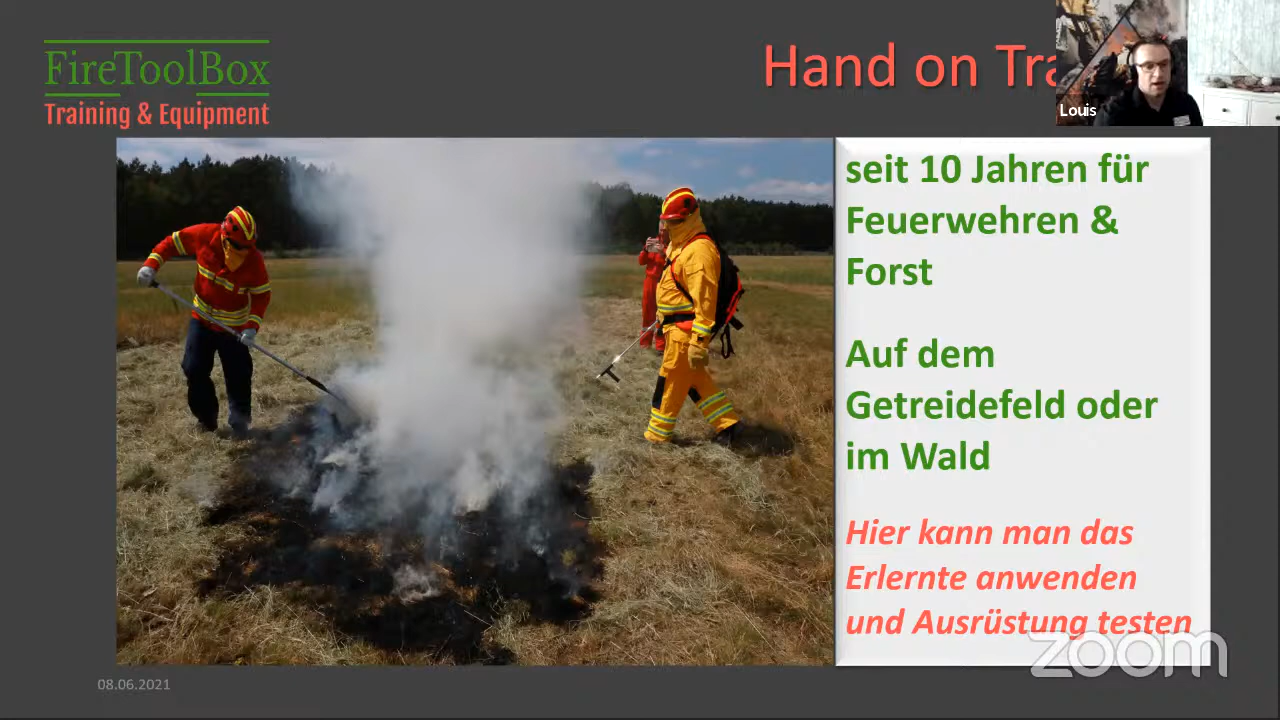 FireToolBox
Training & Equipment
Hand on
Louis
seit 10 Jahren für
Feuerwehren &
Forst
Auf dem
Getreidefeld oder
im Wald
Hier kann man das
Erlernte anwenden
und Ausrüstung testen
zoom
08.06.2021